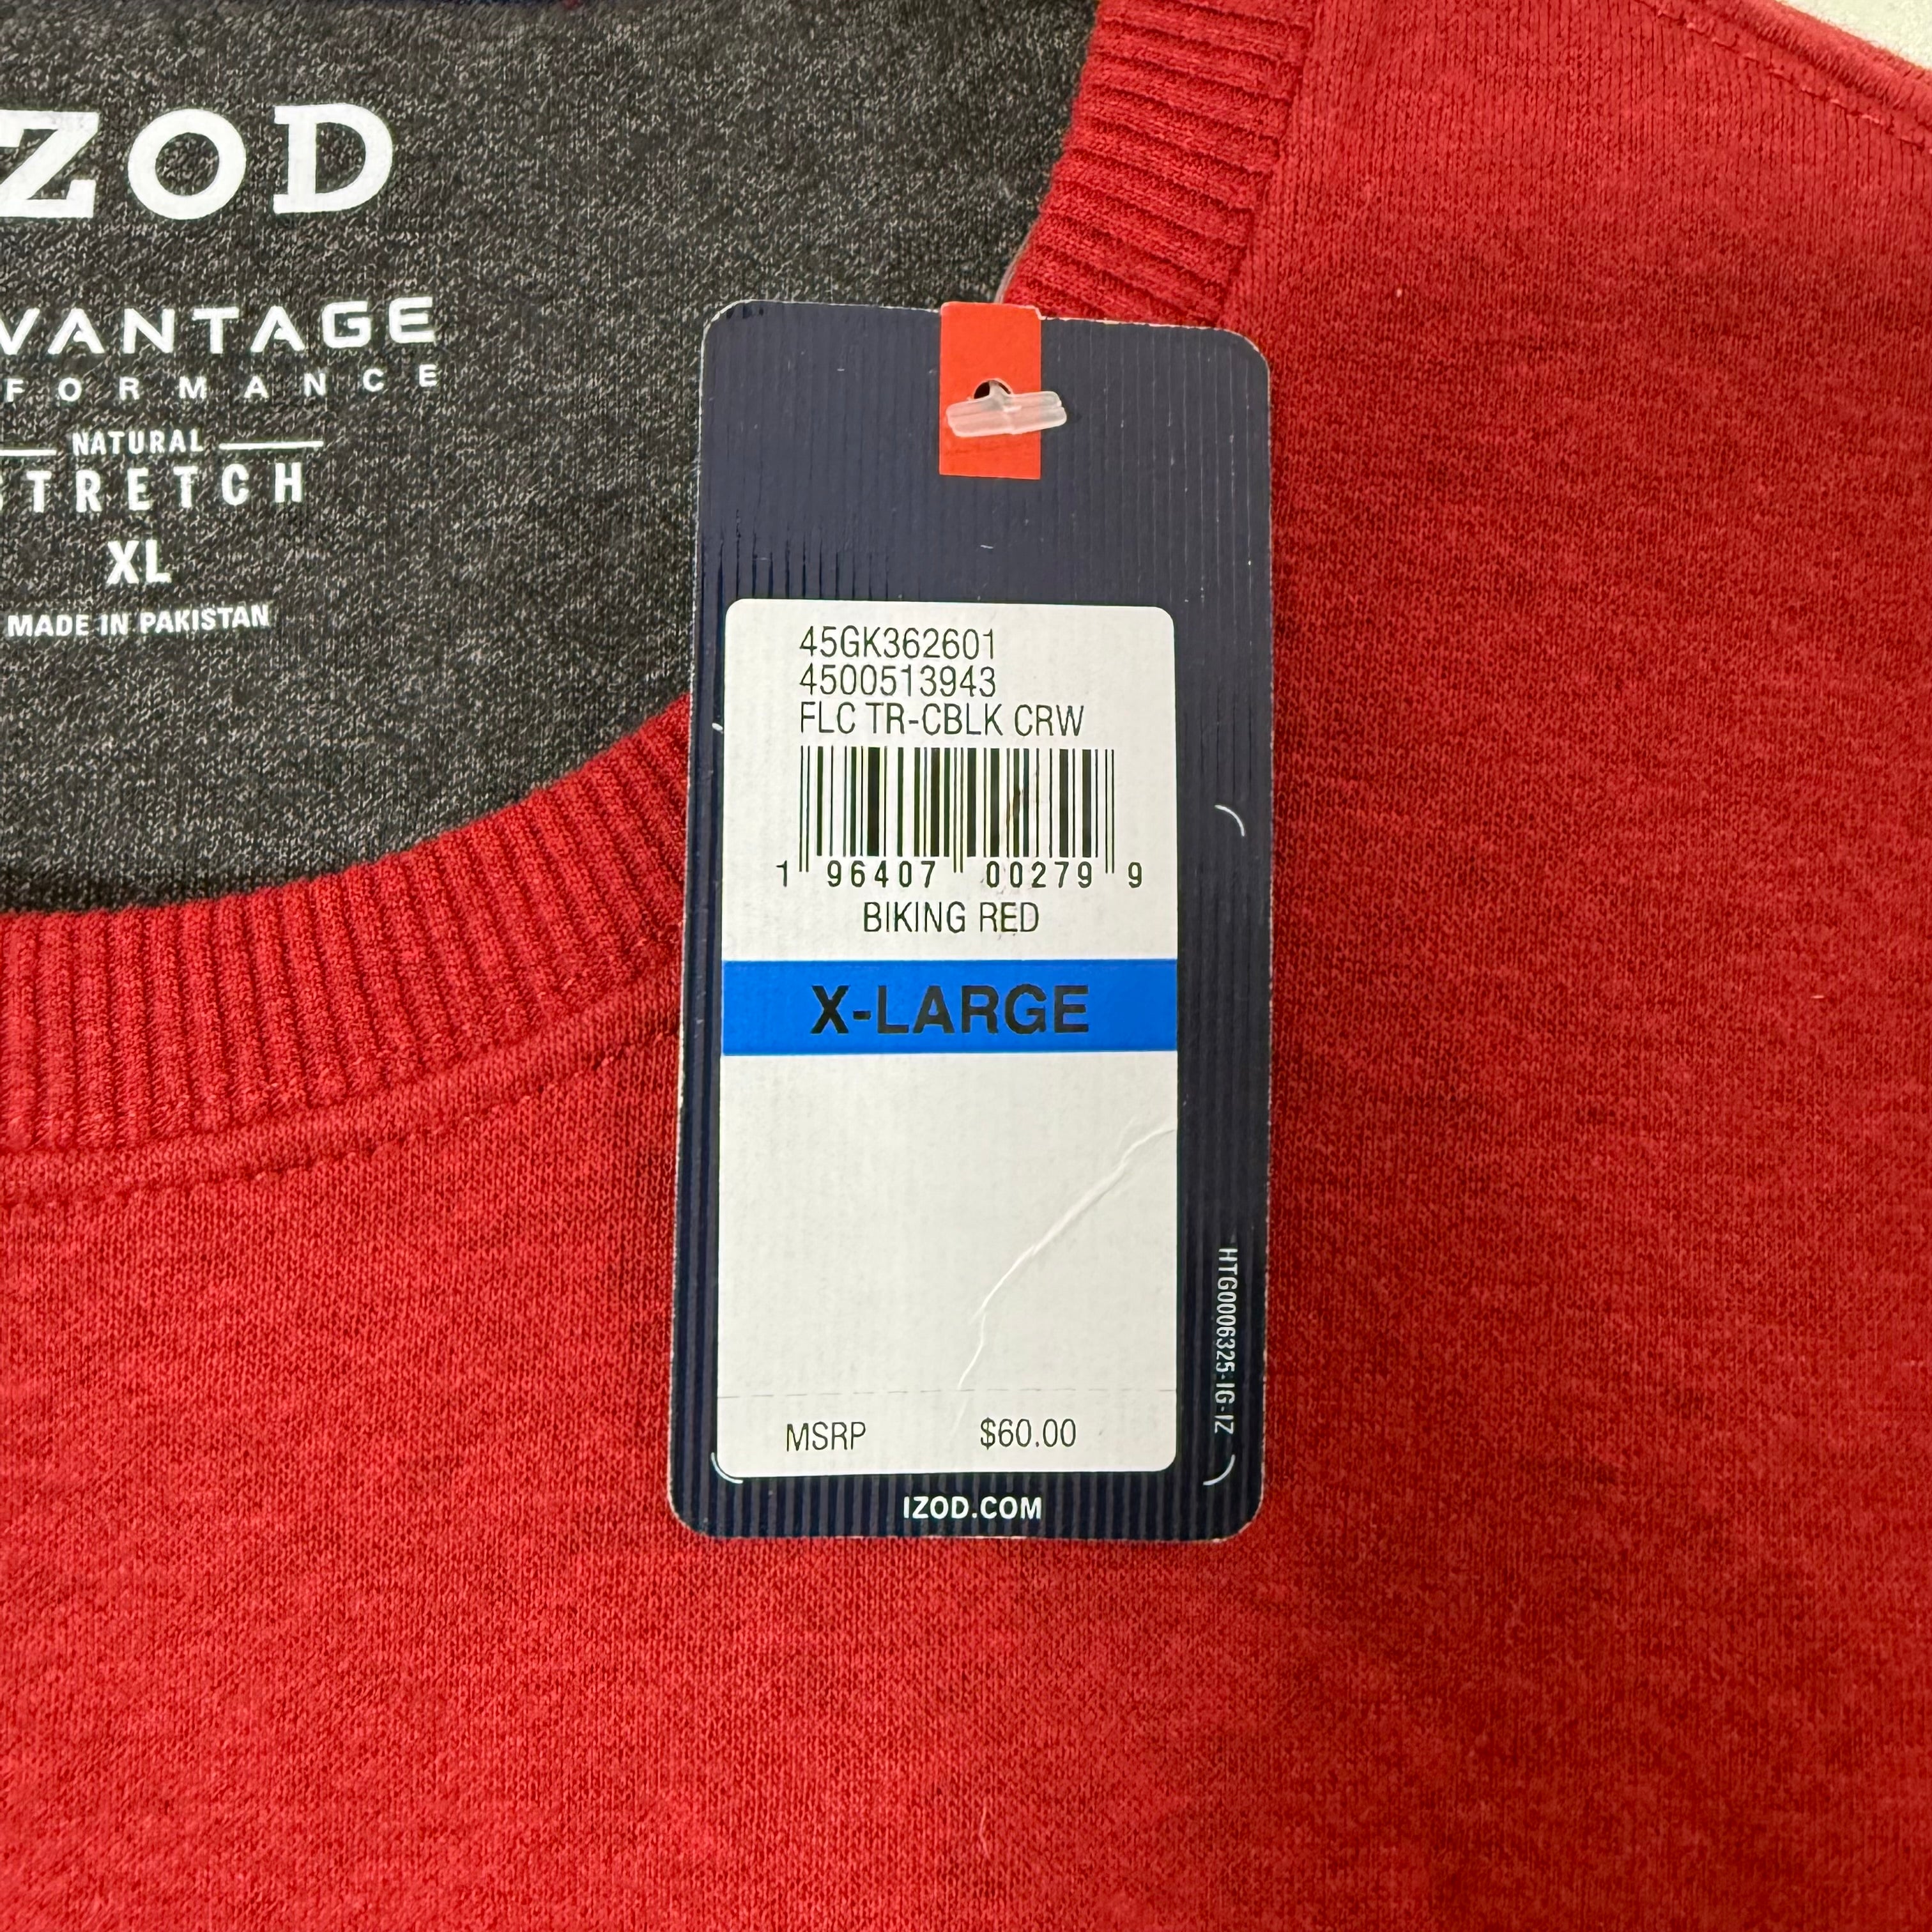 ZOD
VANTAGE
FORMANCE
NATURAL
STRETCH
XL
MADE IN PAKISTAN
45GK362601
4500513943
FLC TR-CBLK CRW
1 96407 00279 9
BIKING RED
X-LARGE
MSRP $60.00
HTG0006325-IG-IZ
IZOD.COM